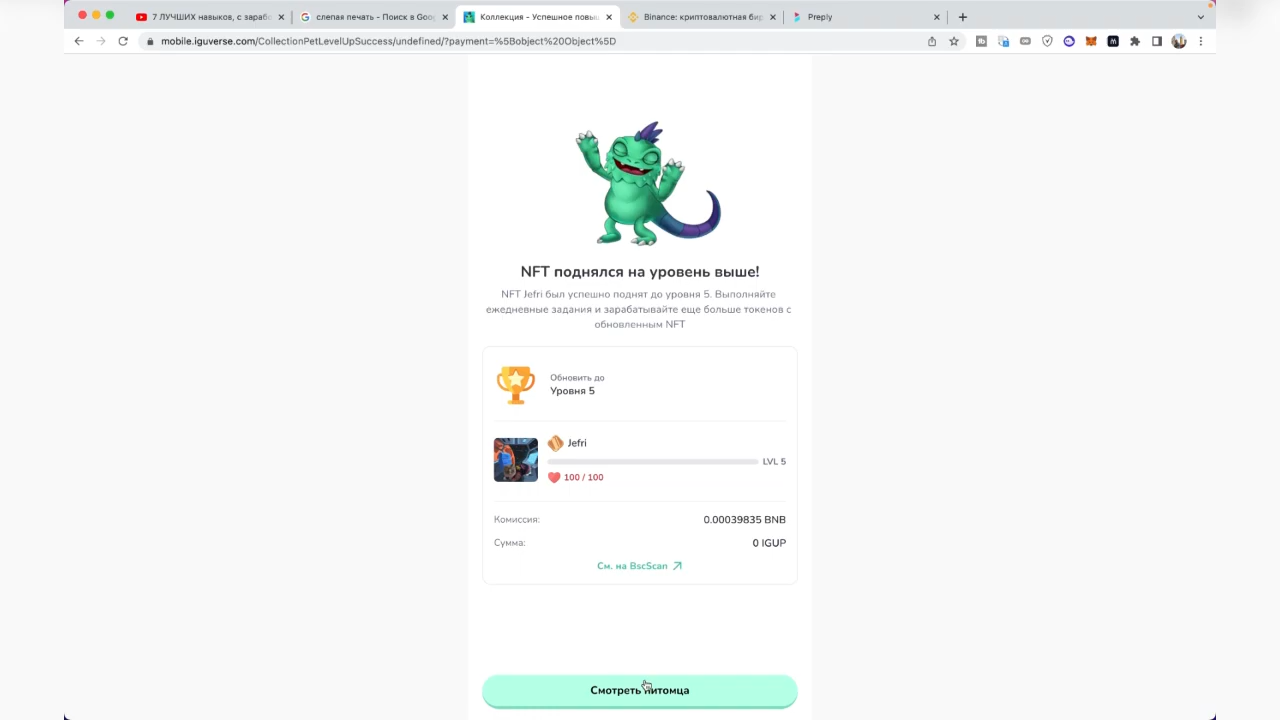 7 ЛУЧШИХ навыков, с зараб
слепая печать - Поиск в Goog
Коллекция - Успешное повыш
Binance: криптовалютная бир
Preply
mobile.iguverse.com/CollectionPetLevelUpSuccess/undefined/?payment=%5Bobject%20Object%5D
NFT поднялся на уровень выше!
NFT Jefri был успешно поднят до уровня 5. Выполняйте
ежедневные задания и зарабатывайте еще больше токенов с
обновленным NFT
Обновить до
Уровня 5
Jefri
LVL 5
100 / 100
Комиссия:
0.00039835 BNB
Сумма:
0 IGUP
См. на BscScan
Смотреть питомца